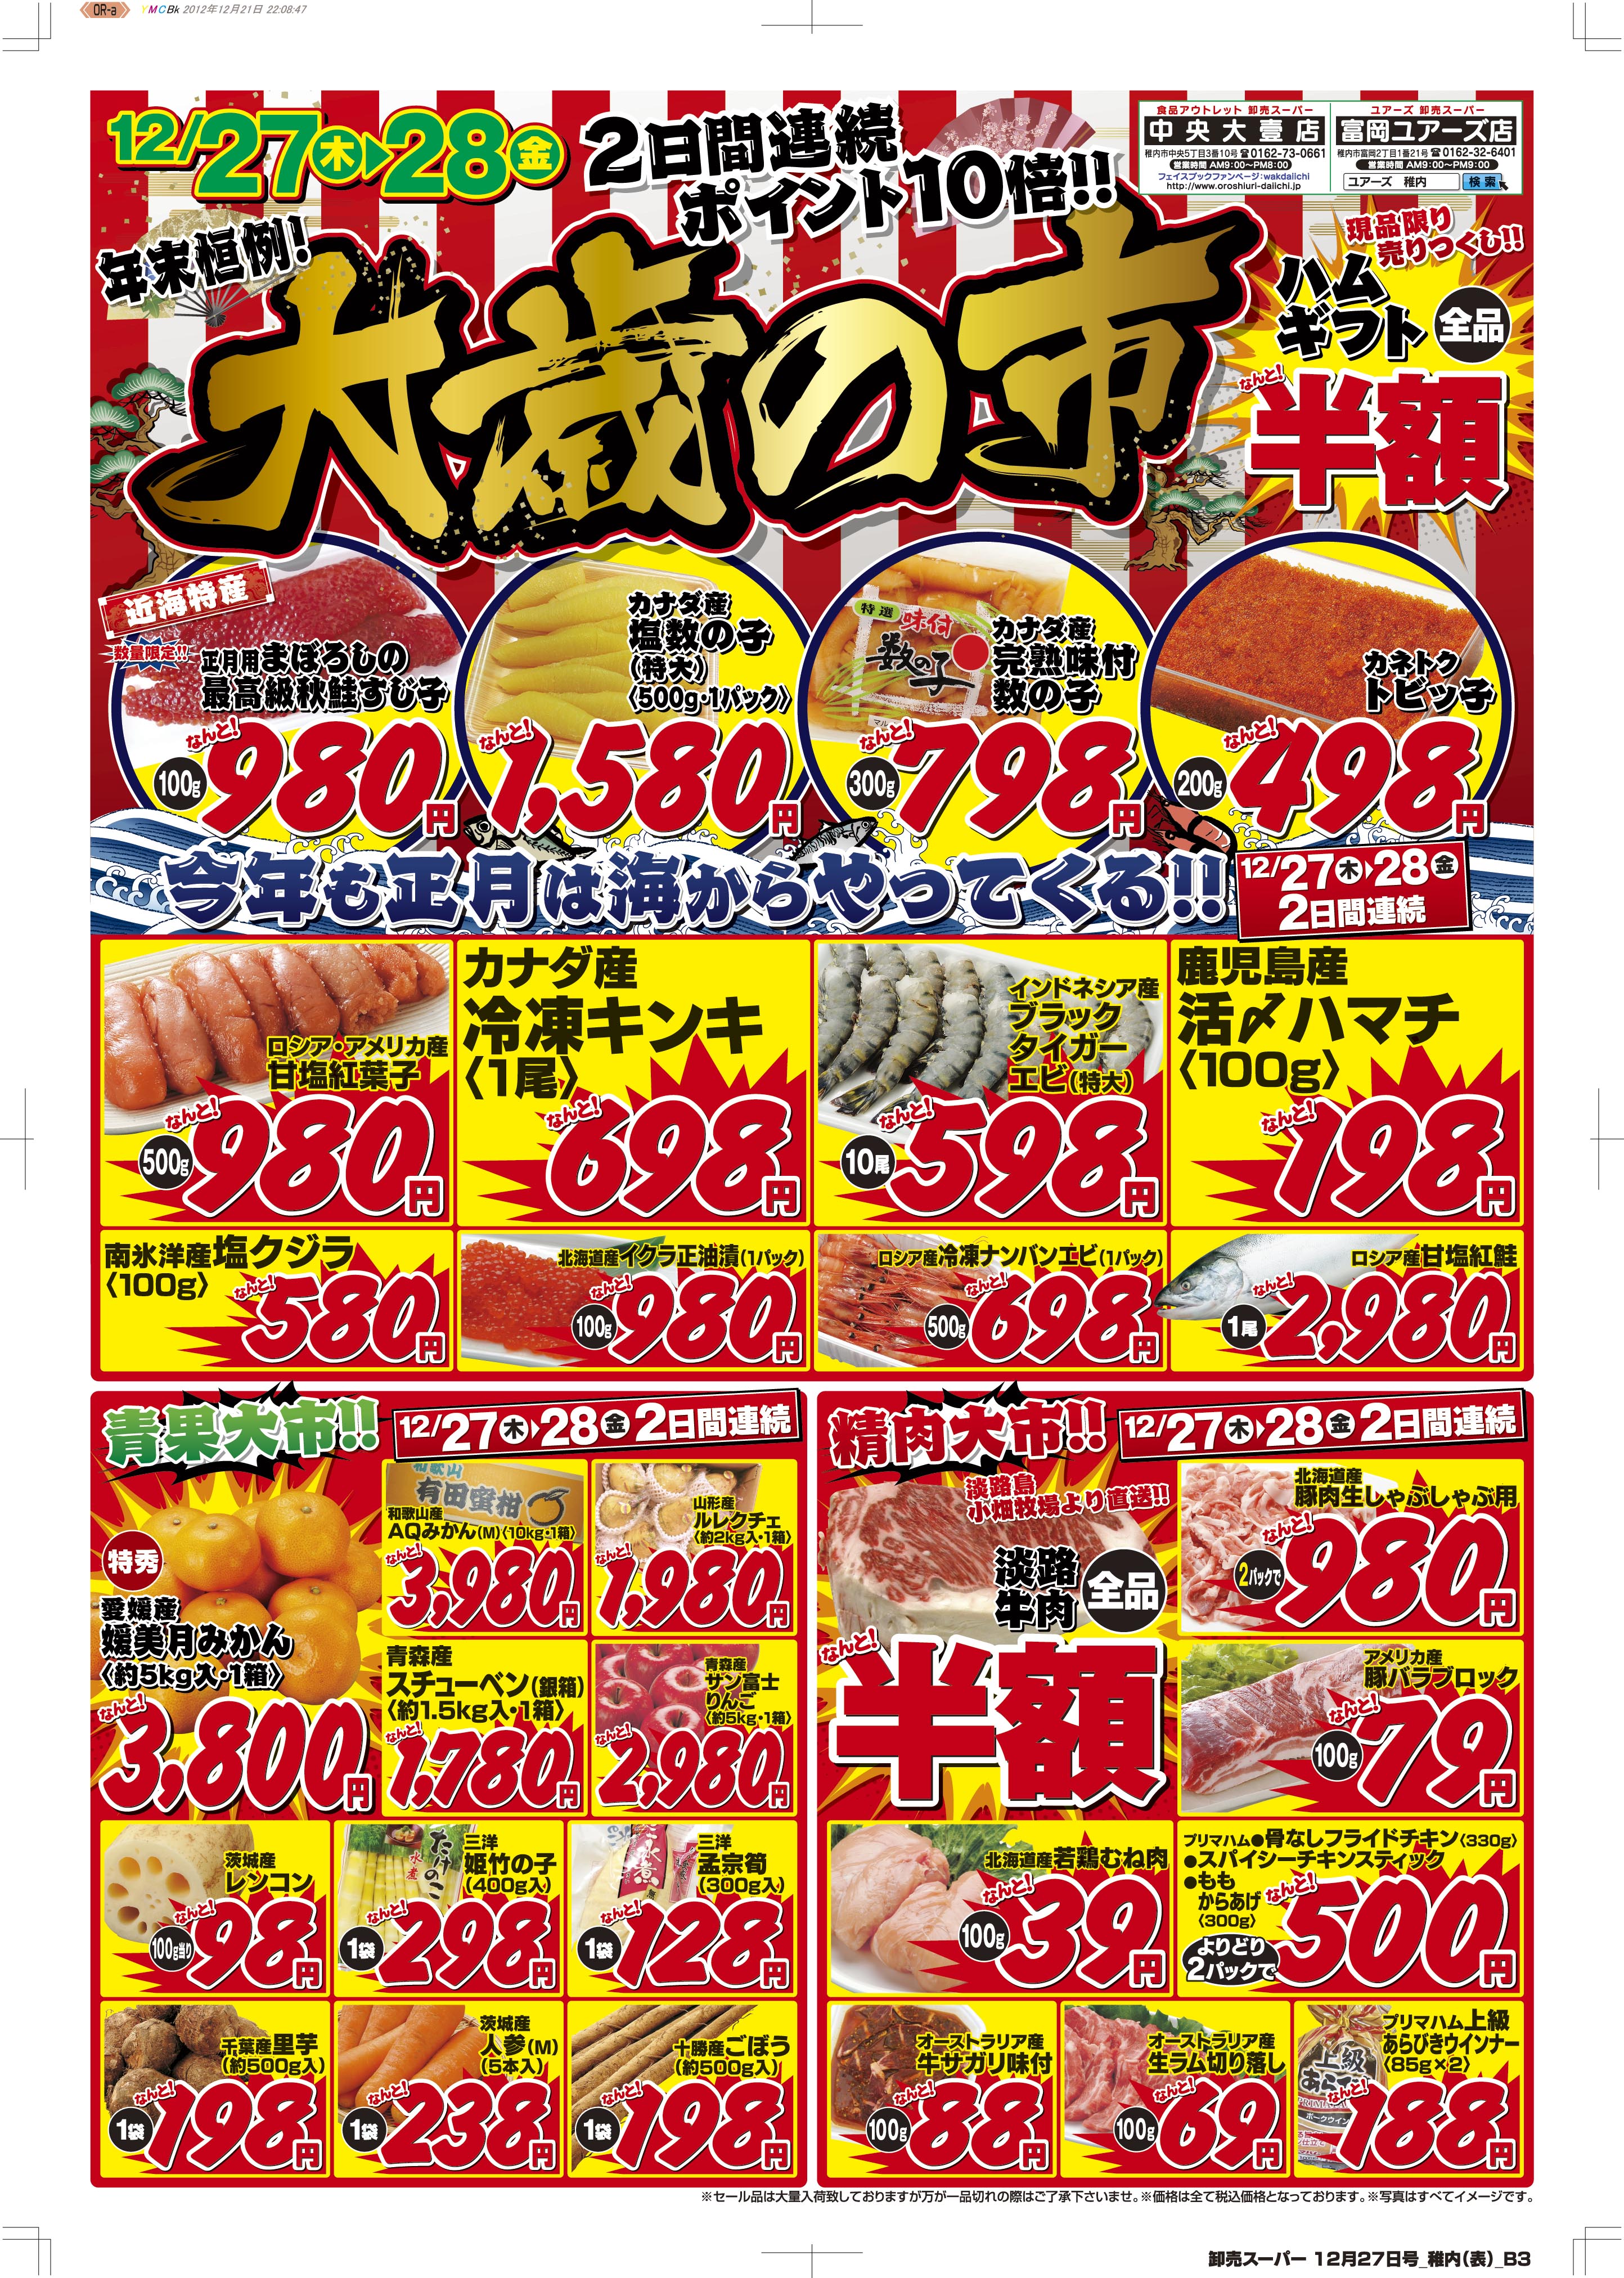 OR-a YMCBk 2012年12月21日 22:08:47
12/27木▶28金
2日間連続
ポイント10倍!!
食品アウトレット 卸売スーパー
中央大壹店
稚内市中央5丁目3番10号 ☎0162-73-0661
営業時間 AM9:00〜PM8:00
フェイスブックファンページ:wakdaiichi
http://www.oroshiuri-daiichi.jp
ユアーズ 卸売スーパー
富岡ユアーズ店
稚内市富岡2丁目1番21号 ☎0162-32-6401
営業時間 AM9:00〜PM9:00
ユアーズ 稚内 検索
年末恒例!
大歳の市
現品限り
売りつくし!!
ハム
ギフト
全品
なんと!
半額
近海特産
数量限定!!
正月用まぼろしの
最高級秋鮭すじ子
なんと!
100g 980円
カナダ産
塩数の子
(特大)
〈500g・1パック〉
なんと!
1,580円
特選
味付
数の子
カナダ産
完熟味付
数の子
なんと!
300g 798円
カネトク
トビッ子
なんと!
200g 498円
今年も正月は海からやってくる!!
12/27木▶28金
2日間連続
ロシア・アメリカ産
甘塩紅葉子
なんと!
500g 980円
カナダ産
冷凍キンキ
〈1尾〉
なんと!
698円
インドネシア産
ブラック
タイガー
エビ(特大)
なんと!
10尾 598円
鹿児島産
活〆ハマチ
〈100g〉
なんと!
198円
南氷洋産塩クジラ
〈100g〉
なんと!
580円
北海道産イクラ正油漬(1パック)
なんと!
100g 980円
ロシア産冷凍ナンバンエビ(1パック)
なんと!
500g 698円
ロシア産甘塩紅鮭
なんと!
1尾 2,980円
青果大市!!
12/27木▶28金 2日間連続
特秀
愛媛産
媛美月みかん
〈約5kg入・1箱〉
なんと!
3,800円
有田蜜柑
和歌山産
AQみかん(M)〈10kg・1箱〉
なんと!
3,980円
山形産
ルレクチェ
〈約2kg入・1箱〉
なんと!
1,980円
青森産
スチューベン(銀箱)
〈約1.5kg入・1箱〉
なんと!
1,780円
青森産
サン富士
りんご
〈約5kg・1箱〉
なんと!
2,980円
茨城産
レンコン
なんと!
100g当り 98円
たけのこ
水煮
三洋
姫竹の子
(400g入)
なんと!
1袋 298円
水煮
三洋
孟宗筍
(300g入)
なんと!
1袋 128円
千葉産里芋
(約500g入)
なんと!
1袋 198円
茨城産
人参(M)
(5本入)
なんと!
1袋 238円
十勝産ごぼう
(約500g入)
なんと!
1袋 198円
精肉大市!!
12/27木▶28金 2日間連続
淡路島
小畑牧場より直送!!
淡路
牛肉
全品
なんと!
半額
北海道産
豚肉生しゃぶしゃぶ用
なんと!
2パックで 980円
アメリカ産
豚バラブロック
なんと!
100g 79円
北海道産若鶏むね肉
なんと!
100g 39円
プリマハム●骨なしフライドチキン〈330g〉
●スパイシーチキンスティック
●もも
からあげ
〈300g〉
なんと!
よりどり
2パックで
500円
オーストラリア産
牛サガリ味付
なんと!
100g 88円
オーストラリア産
生ラム切り落し
なんと!
100g 69円
上級
あらび
プリマハム上級
あらびきウインナー
〈85g×2〉
なんと!
188円
※セール品は大量入荷致しておりますが万が一品切れの際はご了承下さいませ。※価格は全て税込価格となっております。※写真はすべてイメージです。
卸売スーパー 12月27日号_稚内(表)_B3